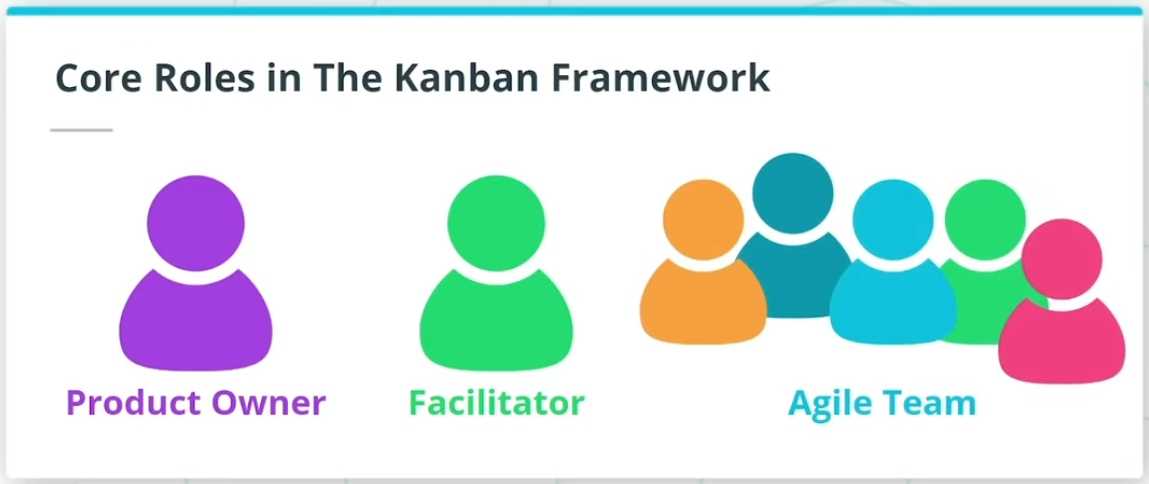 Core Roles in The Kanban Framework
Product Owner
Facilitator
Agile Team